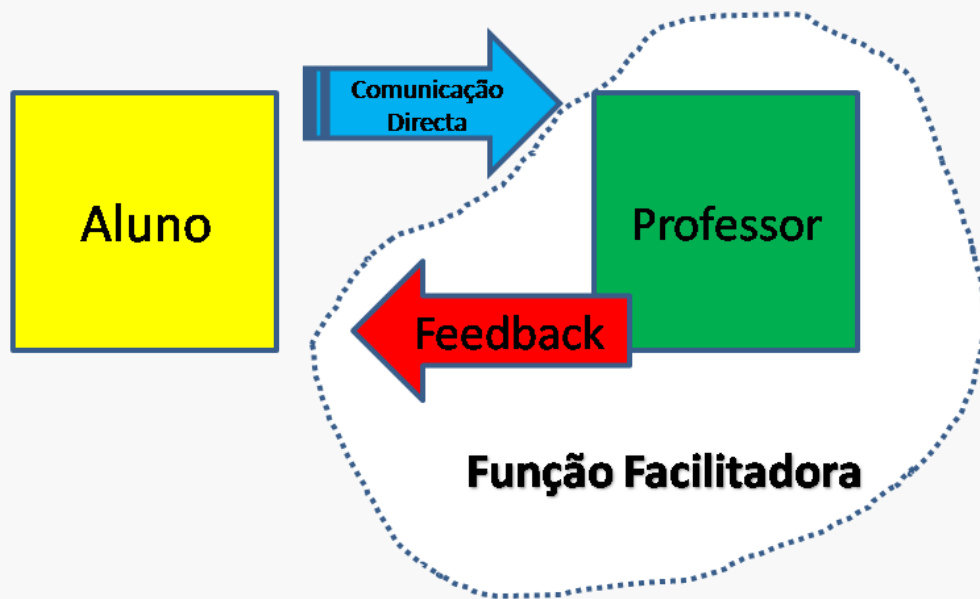 Comunicação
Directa
Aluno
Professor
Feedback
Função Facilitadora